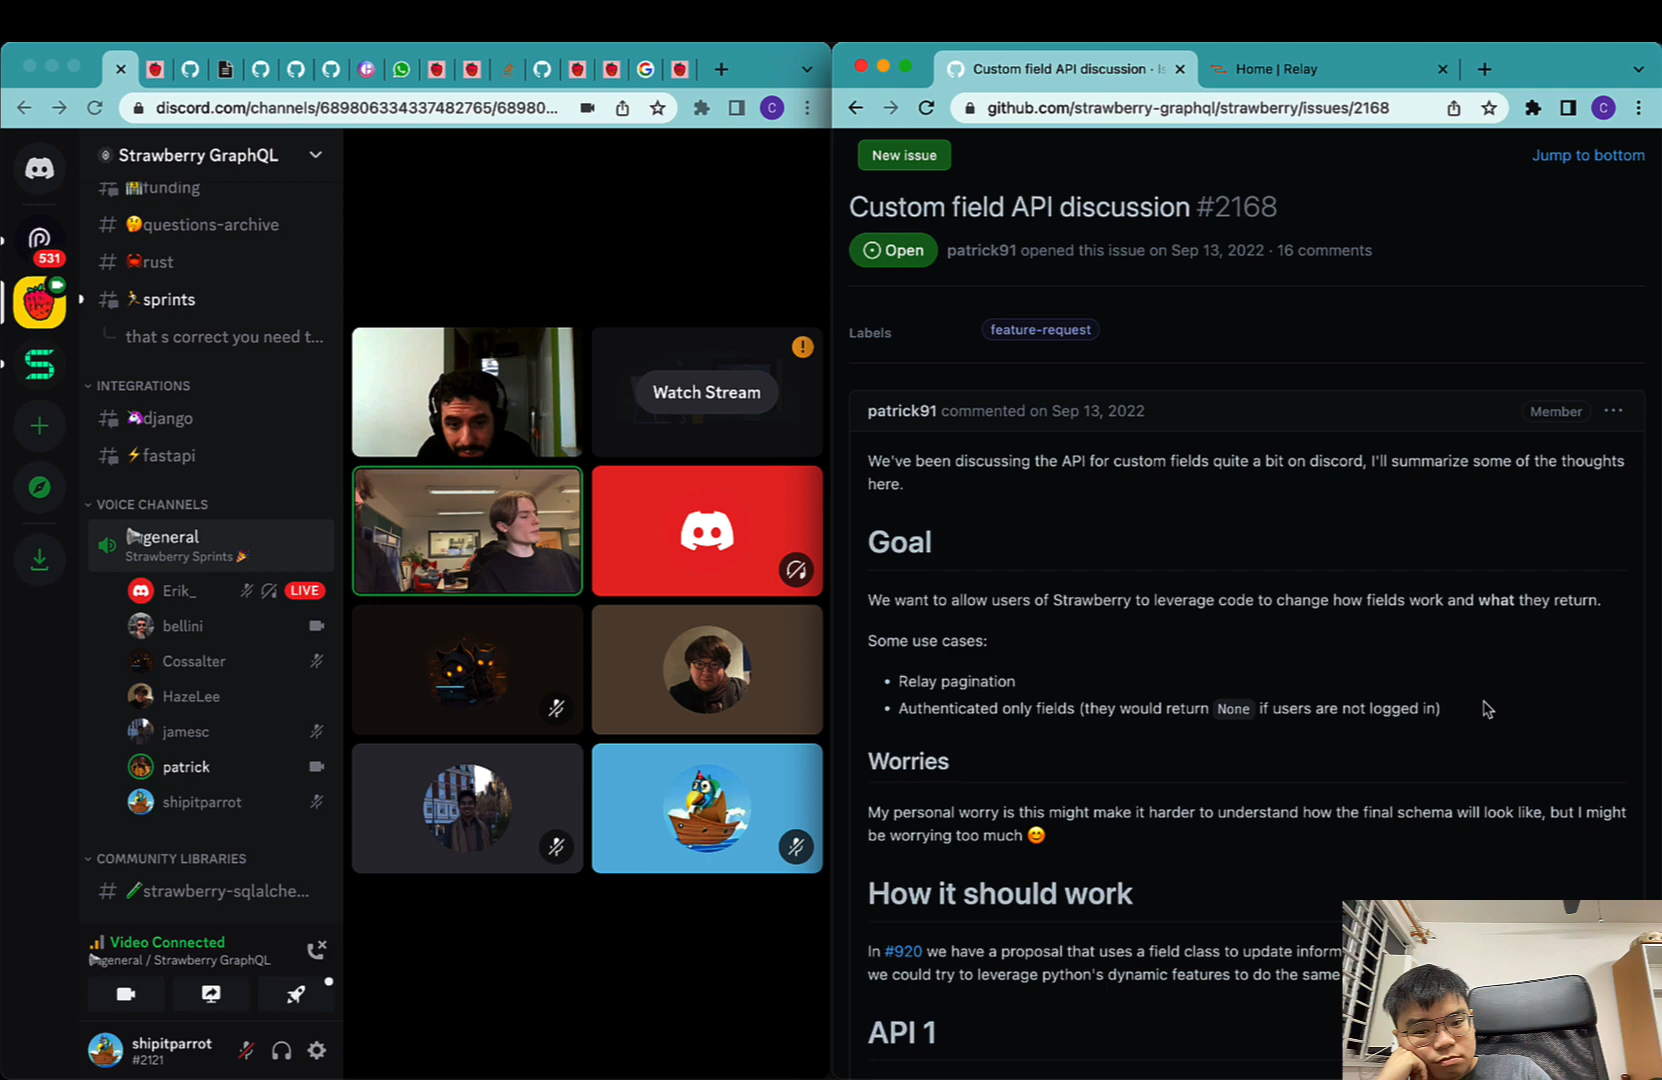 discord.com/channels/689806334337482765/68980...
C
Strawberry GraphQL
funding
questions-archive
rust
531
sprints
that s correct you need t...
INTEGRATIONS
django
fastapi
VOICE CHANNELS
general
Strawberry Sprints
Erik_
LIVE
bellini
Cossalter
HazeLee
jamesc
patrick
shipitparrot
COMMUNITY LIBRARIES
strawberry-sqlalche...
Video Connected
general / Strawberry GraphQL
shipitparrot
#2121
Watch Stream
Custom field API discussion · Is
Home | Relay
github.com/strawberry-graphql/strawberry/issues/2168
C
New issue
Jump to bottom
Custom field API discussion #2168
Open
patrick91 opened this issue on Sep 13, 2022 · 16 comments
Labels
feature-request
patrick91 commented on Sep 13, 2022
Member
We've been discussing the API for custom fields quite a bit on discord, I'll summarize some of the thoughts
here.
Goal
We want to allow users of Strawberry to leverage code to change how fields work and what they return.
Some use cases:
• Relay pagination
• Authenticated only fields (they would return None if users are not logged in)
Worries
My personal worry is this might make it harder to understand how the final schema will look like, but I might
be worrying too much 😊
How it should work
In #920 we have a proposal that uses a field class to update inform
we could try to leverage python's dynamic features to do the same
API 1